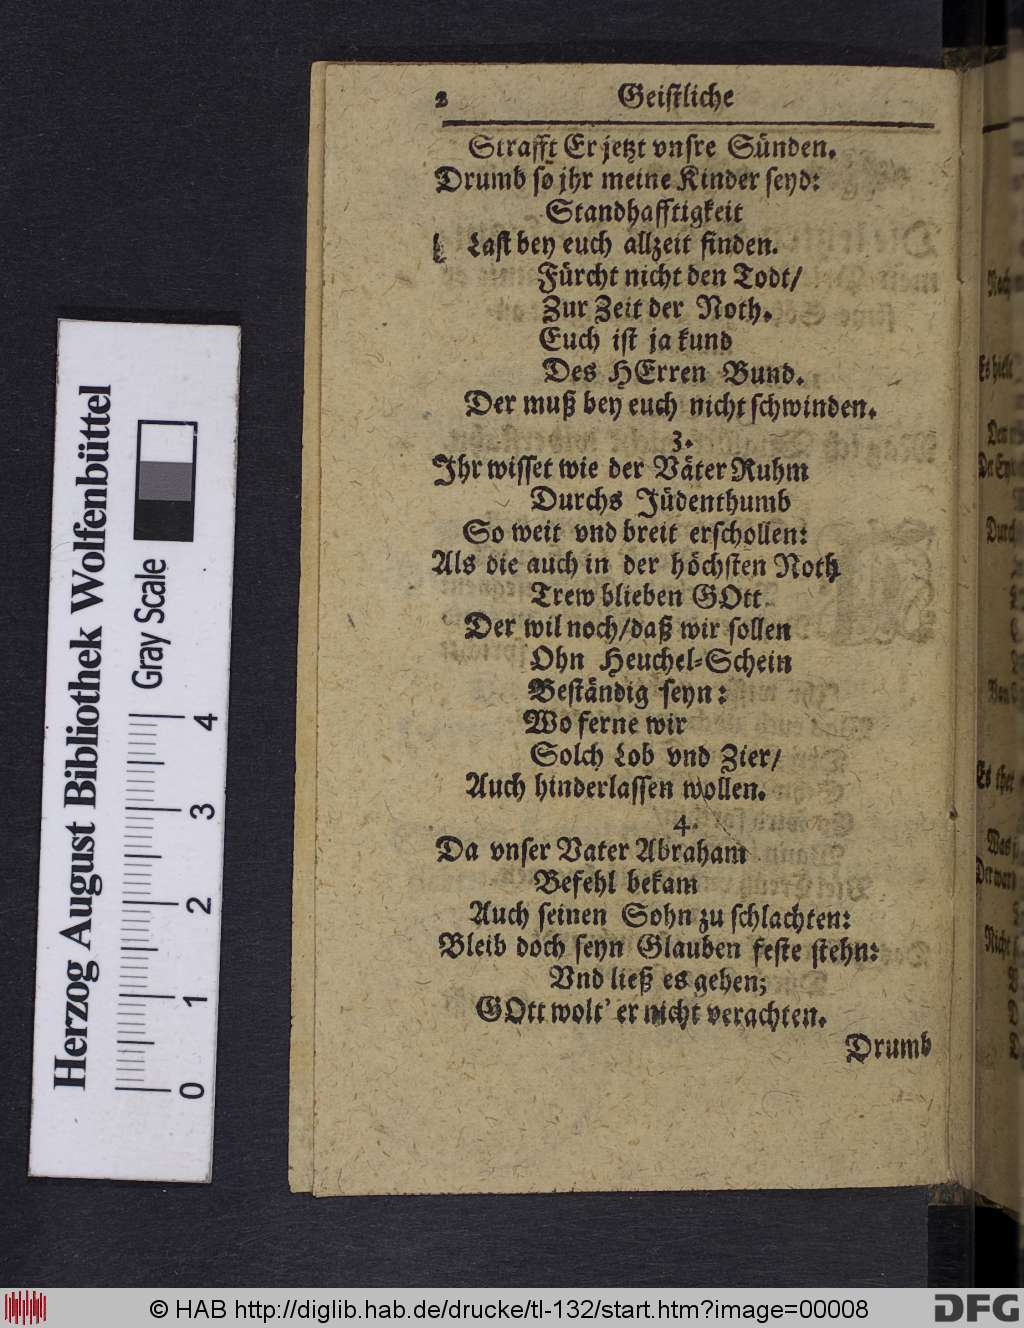 2 Geistliche
Strafft Er jetzt vnsre Sünden.
Drumb so jhr meine Kinder seyd:
Standhafftigkeit
Last bey euch allzeit finden.
Fürcht nicht den Todt/
Zur Zeit der Noth.
Euch ist ja kund
Des HErren Bund.
Der muß bey euch nicht schwinden.
3.
Ihr wisset wie der Väter Ruhm
Durchs Jüdenthumb
So weit vnd breit erschollen:
Als die auch in der höchsten Noth
Trew blieben GOtt
Der wil noch/daß wir sollen
Ohn Heuchel-Schein
Beständig seyn:
Wo ferne wir
Solch Lob vnd Zier/
Auch hinderlassen wollen.
4.
Da vnser Vater Abraham
Befehl bekam
Auch seinen Sohn zu schlachten:
Bleib doch seyn Glauben feste stehn:
Vnd ließ es gehen;
GOtt wolt' er nicht verachten.
Drumb
Herzog August Bibliothek Wolfenbüttel
Gray Scale
0 1 2 3 4
© HAB http://diglib.hab.de/drucke/tl-132/start.htm?image=00008
DFG